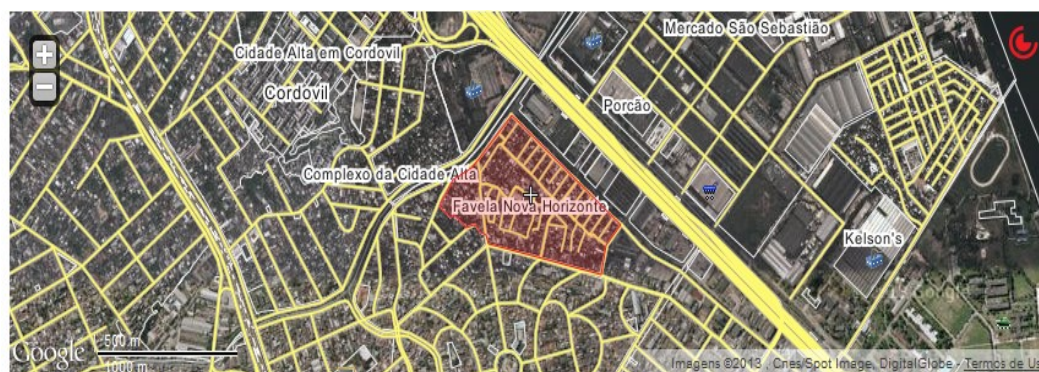 Mercado São Sebastião
Cidade Alta em Cordovil
Cordovil
Porcão
Complexo da Cidade Alta
Favela Nova Horizonte
Kelson's
Google
500 m
1000 m
Google
Imagens ©2013 , Cnes/Spot Image, DigitalGlobe - Termos de Us